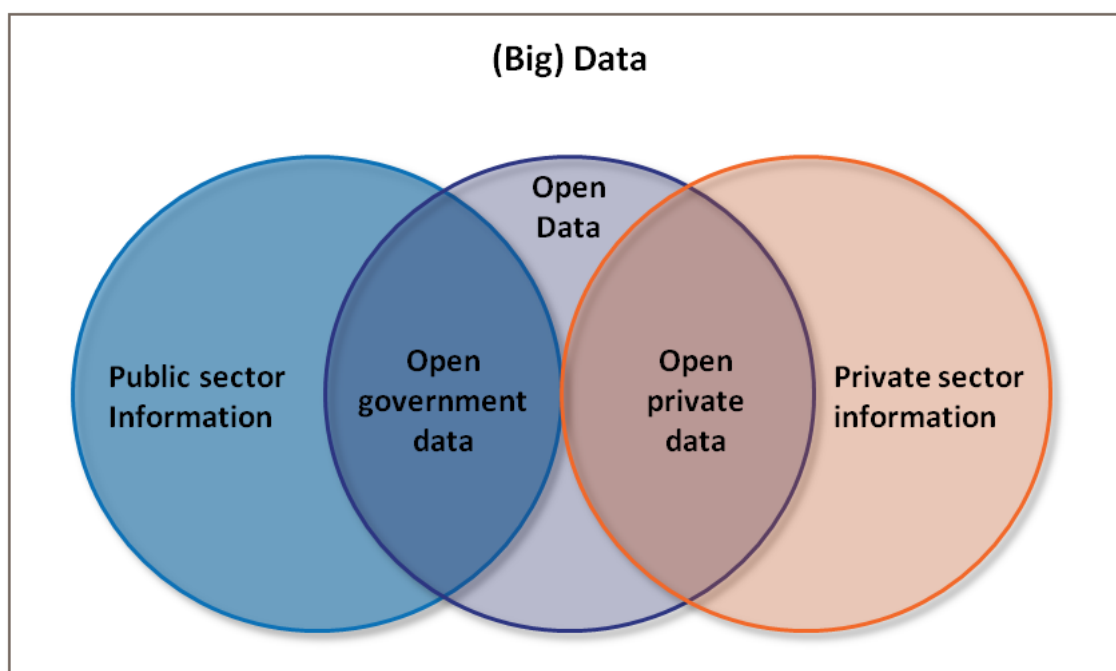 (Big) Data
Open
Data
Public sector
Information
Open
government
data
Open
private
data
Private sector
information